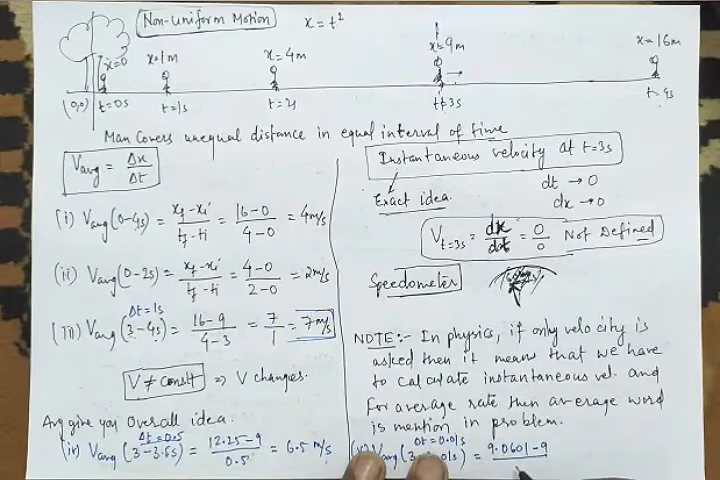 Non-Uniform Motion x = t²
x=0 x=1m x=4m x=9m x=16m
(0,0) t=0s t=1s t=2s t=3s t=4s
Man Covers unequal distance in equal interval of time
Vavg = Δx/Δt
(i) Vavg(0-4s) = xf-xi/tf-ti = 16-0/4-0 = 4m/s
(ii) Vavg(0-2s) = xf-xi/tf-ti = 4-0/2-0 = 2m/s
Δt=1s
(iii) Vavg(3-4s) = 16-9/4-3 = 7/1 = 7m/s
V ≠ const ⇒ V changes.
Avg give you overall idea.
Δt=0.5
(iv) Vavg(3-3.5s) = 12.25-9/0.5 = 6.5 m/s
Instantaneous velocity at t=3s
dt → 0
Exact idea. dx → 0
Vt=3s = dx/dt = 0/0 Not Defined
Speedometer
NOTE:- In physics, if only velocity is
asked then it means that we have
to calculate instantaneous vel. and
for average rate then average word
is mention in problem.
Δt=0.01s
Vavg(3 01s) = 9.0601-9